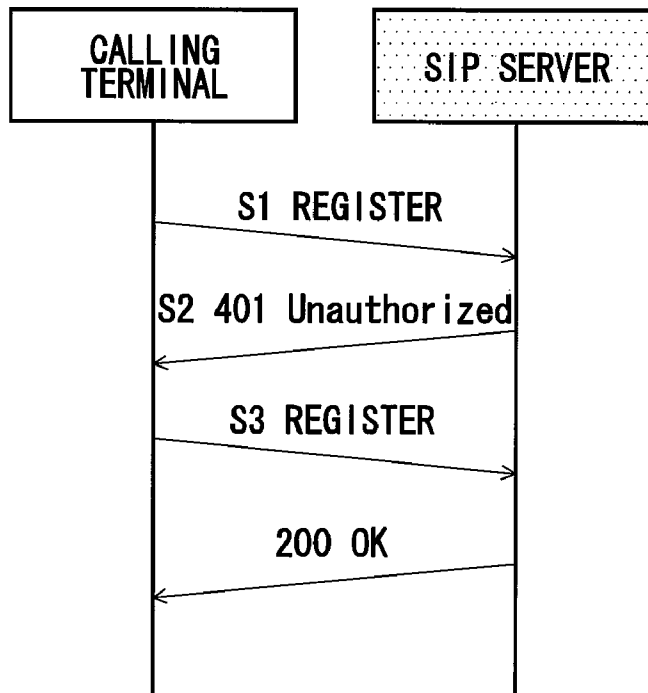 CALLING
TERMINAL
SIP SERVER
S1 REGISTER
S2 401 Unauthorized
S3 REGISTER
200 OK